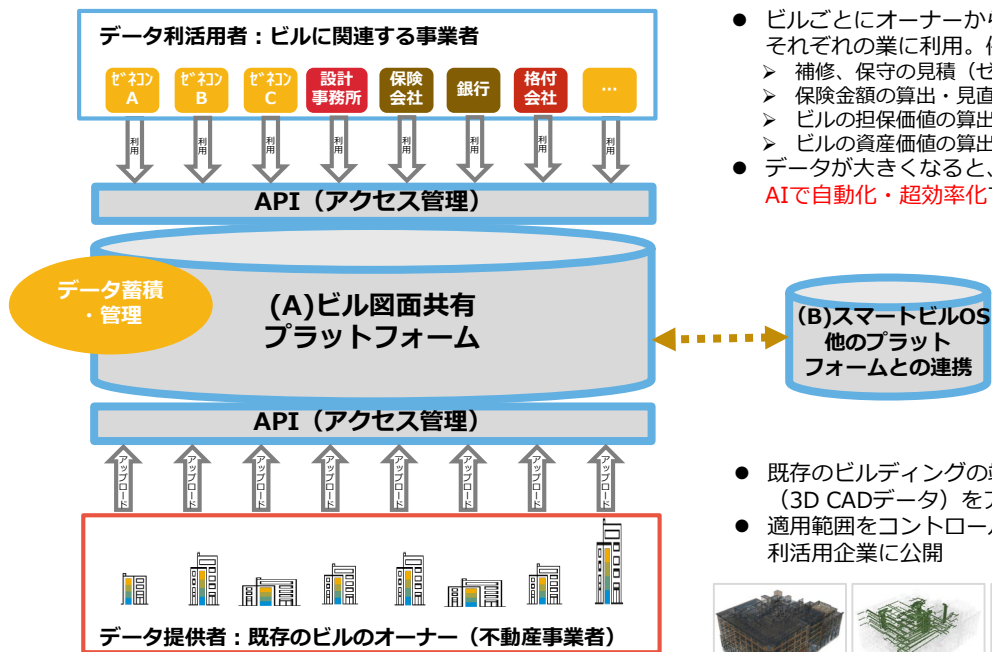 データ利活用者：ビルに関連する事業者
ｾﾞﾈｺﾝ
A
ｾﾞﾈｺﾝ
B
ｾﾞﾈｺﾝ
C
設計
事務所
保険
会社
銀行
格付
会社
…
利用
利用
利用
利用
利用
利用
利用
利用
API（アクセス管理）
データ蓄積
・管理
(A)ビル図面共有
プラットフォーム
API（アクセス管理）
アップロード
アップロード
アップロード
アップロード
アップロード
アップロード
アップロード
アップロード
データ提供者：既存のビルのオーナー（不動産事業者）
● ビルごとにオーナーから
それぞれの業に利用。
➢ 補修、保守の見積（ゼ
➢ 保険金額の算出・見直
➢ ビルの担保価値の算出
➢ ビルの資産価値の算出
● データが大きくなると、
AIで自動化・超効率化
(B)スマートビルOS
他のプラット
フォームとの連携
● 既存のビルディングの
（3D CADデータ）を
● 適用範囲をコントロール
利活用企業に公開